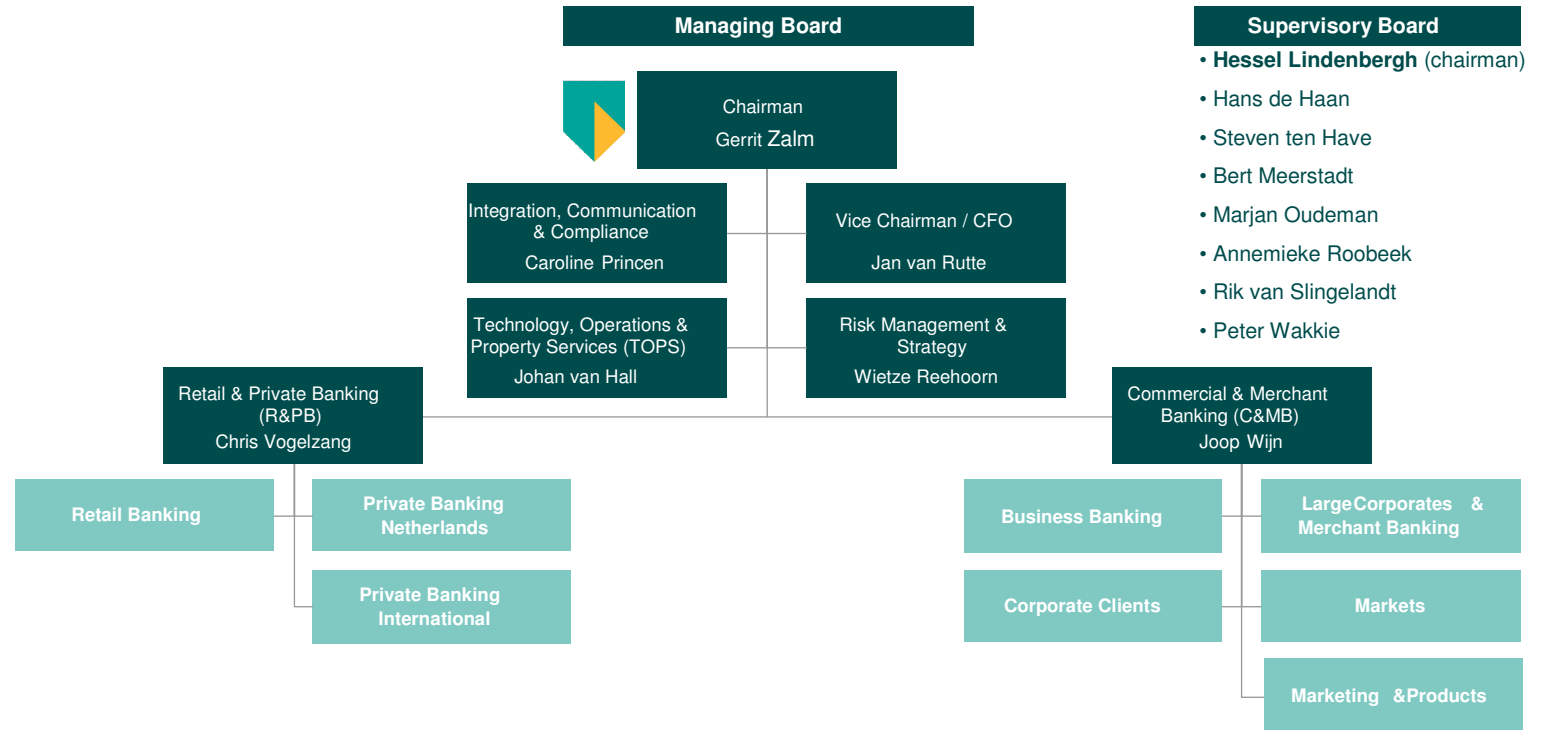 Managing Board
Supervisory Board
• Hessel Lindenbergh (chairman)
• Hans de Haan
• Steven ten Have
• Bert Meerstadt
• Marjan Oudeman
• Annemieke Roobeek
• Rik van Slingelandt
• Peter Wakkie
Chairman
Gerrit Zalm
Integration, Communication
& Compliance
Caroline Princen
Vice Chairman / CFO
Jan van Rutte
Technology, Operations &
Property Services (TOPS)
Johan van Hall
Risk Management &
Strategy
Wietze Reehoorn
Retail & Private Banking
(R&PB)
Chris Vogelzang
Commercial & Merchant
Banking (C&MB)
Joop Wijn
Retail Banking
Private Banking
Netherlands
Private Banking
International
Business Banking
LargeCorporates &
Merchant Banking
Corporate Clients
Markets
Marketing &Products